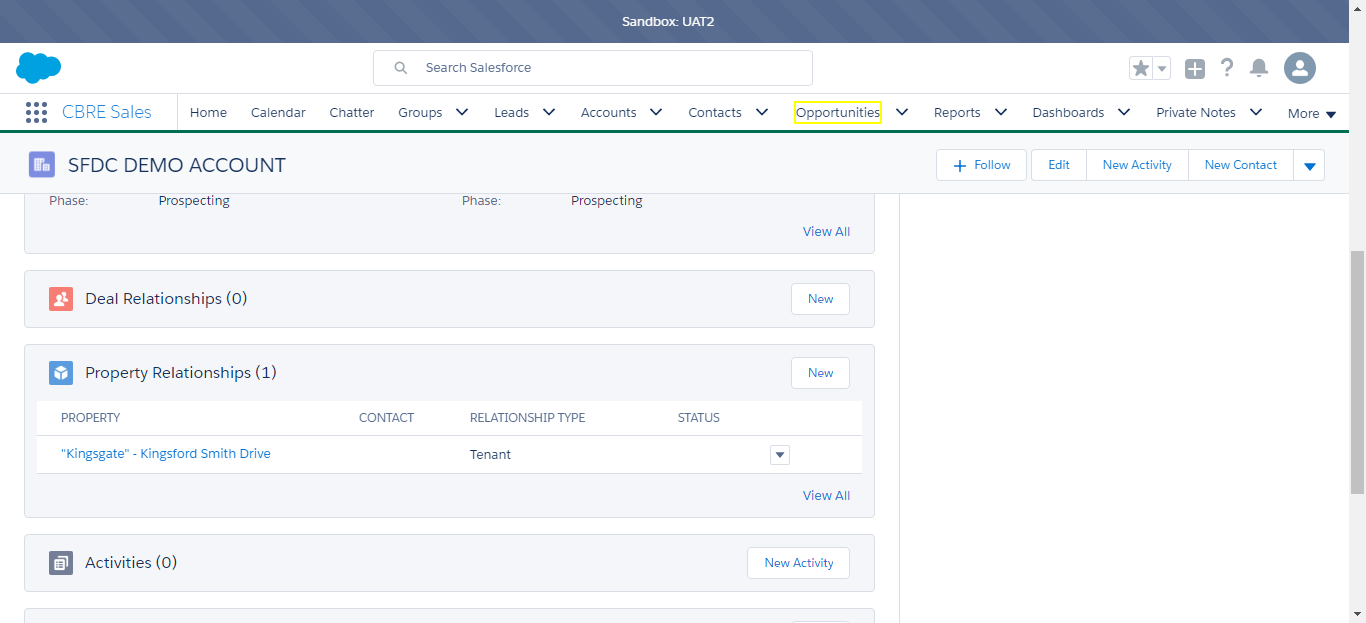 Sandbox: UAT2
Search Salesforce
CBRE Sales Home Calendar Chatter Groups Leads Accounts Contacts Opportunities Reports Dashboards Private Notes More
SFDC DEMO ACCOUNT + Follow Edit New Activity New Contact
Phase: Prospecting Phase: Prospecting
View All
Deal Relationships (0) New
Property Relationships (1) New
PROPERTY CONTACT RELATIONSHIP TYPE STATUS
"Kingsgate" - Kingsford Smith Drive Tenant
View All
Activities (0) New Activity